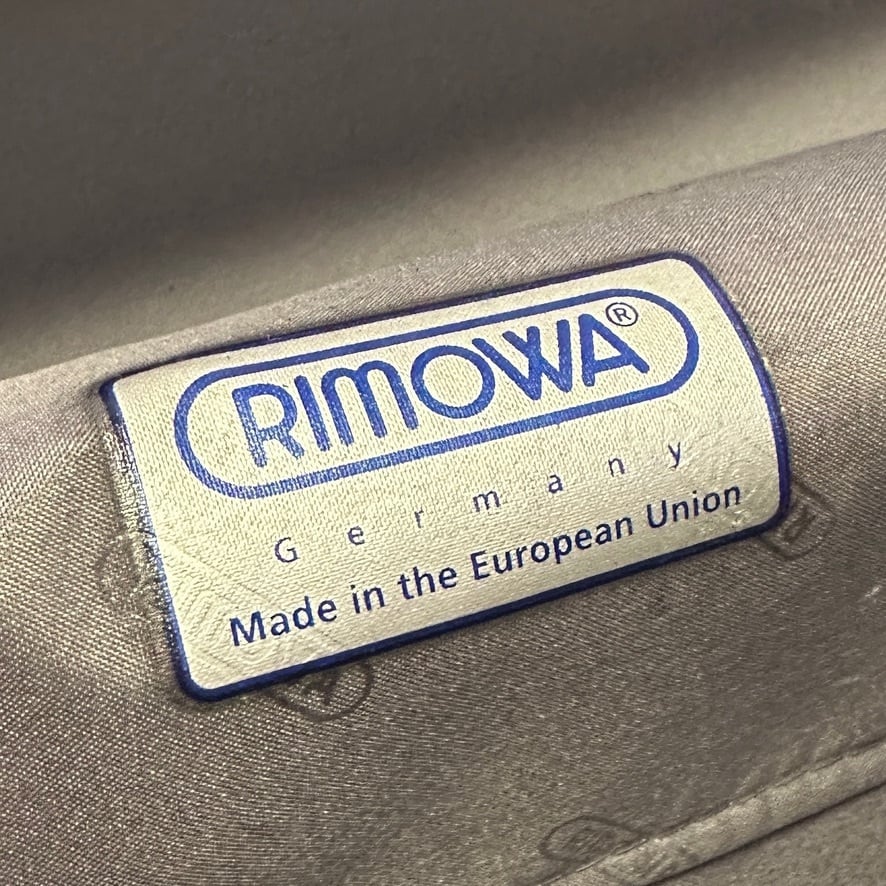 RIMOWA®
Germany
Made in the European Union